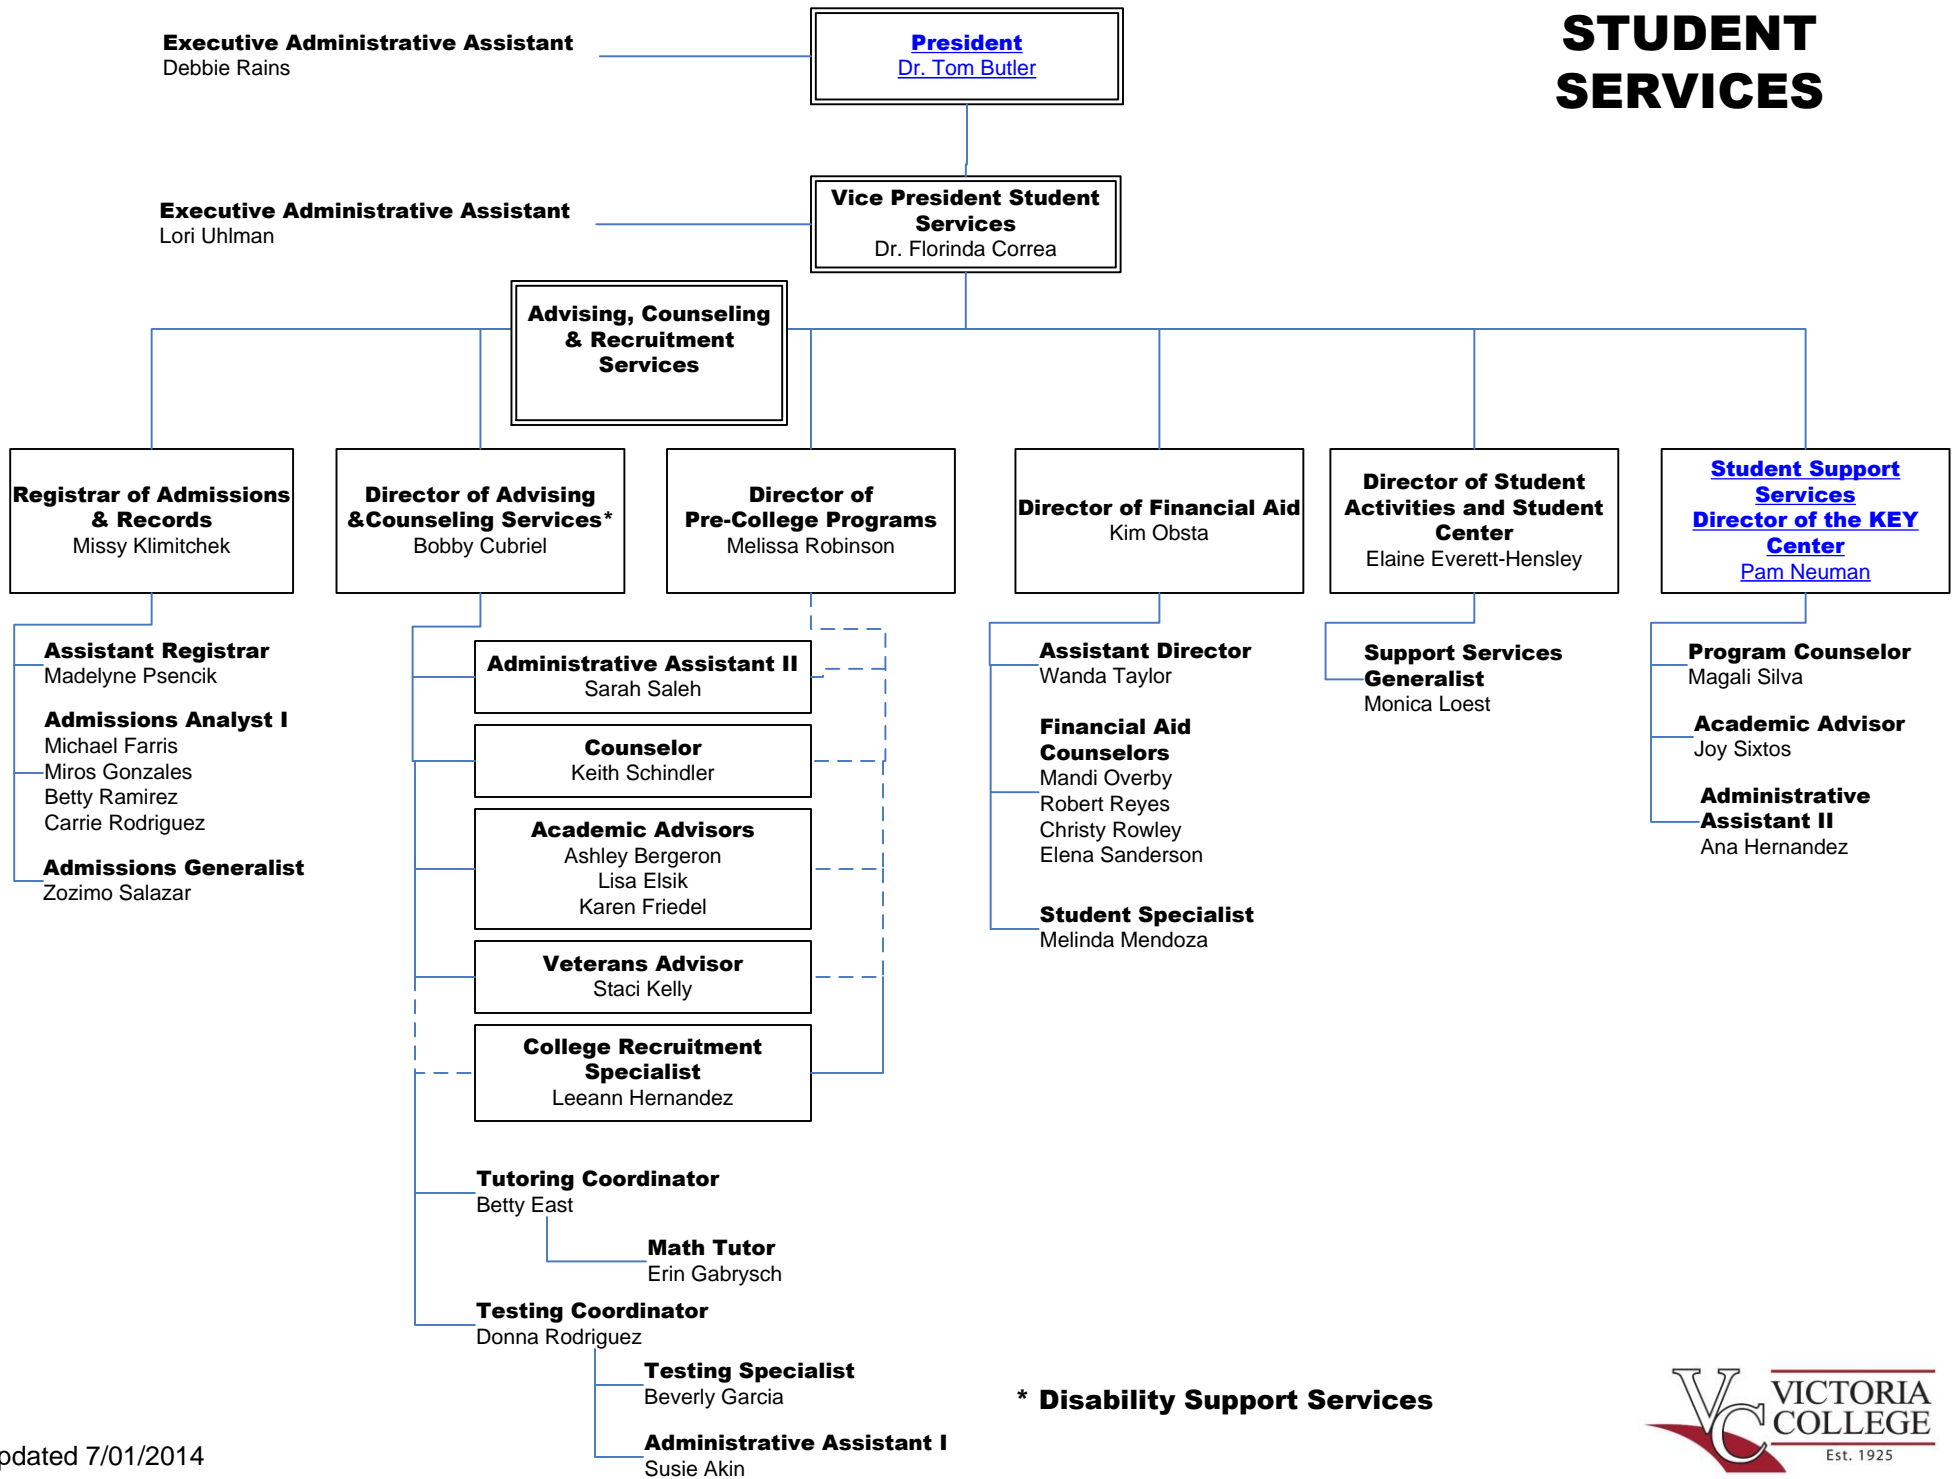 STUDENT
SERVICES
Executive Administrative Assistant
Debbie Rains
President
Dr. Tom Butler
Executive Administrative Assistant
Lori Uhlman
Vice President Student
Services
Dr. Florinda Correa
Advising, Counseling
& Recruitment
Services
Registrar of Admissions
& Records
Missy Klimitchek
Assistant Registrar
Madelyne Psencik
Admissions Analyst I
Michael Farris
Miros Gonzales
Betty Ramirez
Carrie Rodriguez
Admissions Generalist
Zozimo Salazar
Director of Advising
&Counseling Services*
Bobby Cubriel
Director of
Pre-College Programs
Melissa Robinson
Administrative Assistant II
Sarah Saleh
Counselor
Keith Schindler
Academic Advisors
Ashley Bergeron
Lisa Elsik
Karen Friedel
Veterans Advisor
Staci Kelly
College Recruitment
Specialist
Leeann Hernandez
Tutoring Coordinator
Betty East
Math Tutor
Erin Gabrysch
Testing Coordinator
Donna Rodriguez
Testing Specialist
Beverly Garcia
Administrative Assistant I
Susie Akin
Director of Financial Aid
Kim Obsta
Assistant Director
Wanda Taylor
Financial Aid
Counselors
Mandi Overby
Robert Reyes
Christy Rowley
Elena Sanderson
Student Specialist
Melinda Mendoza
Director of Student
Activities and Student
Center
Elaine Everett-Hensley
Support Services
Generalist
Monica Loest
Student Support
Services
Director of the KEY
Center
Pam Neuman
Program Counselor
Magali Silva
Academic Advisor
Joy Sixtos
Administrative
Assistant II
Ana Hernandez
* Disability Support Services
pdated 7/01/2014
VC
VICTORIA
COLLEGE
Est. 1925